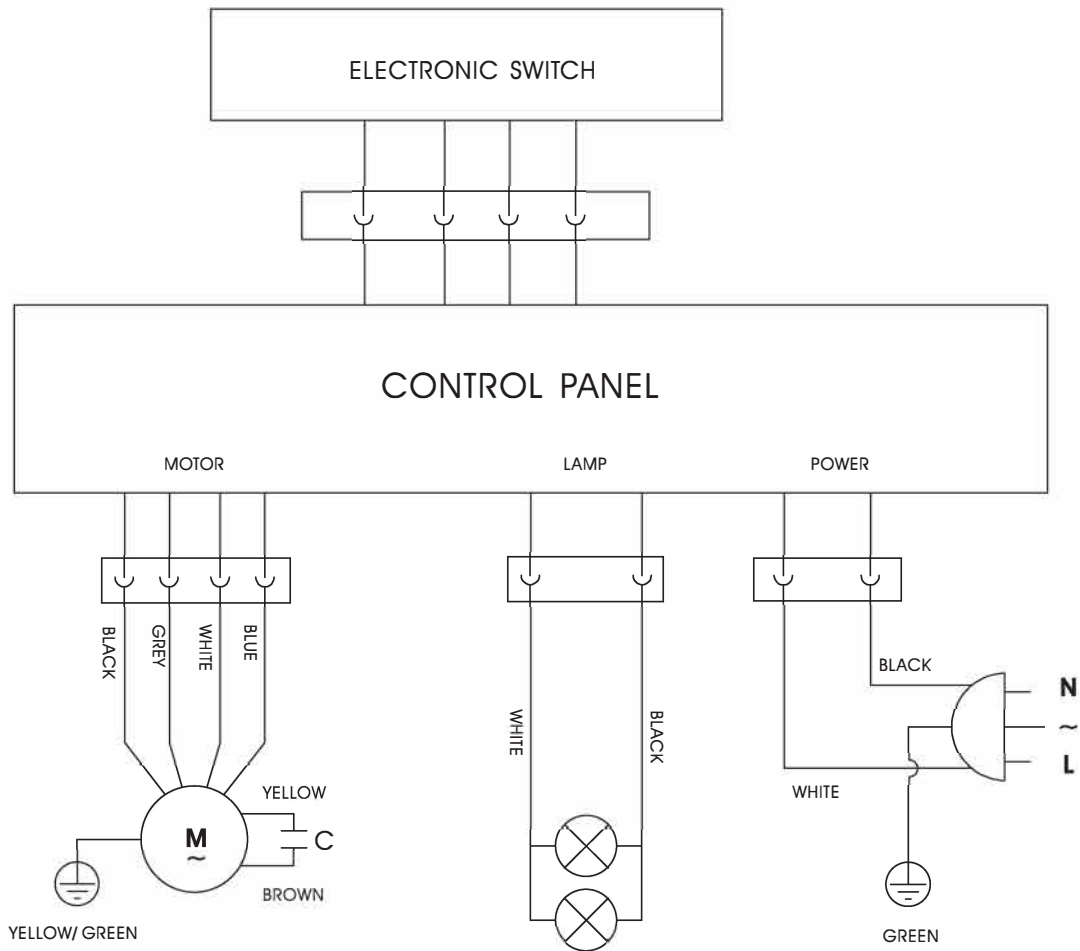 ELECTRONIC SWITCH
CONTROL PANEL
MOTOR
LAMP
POWER
BLACK
GREY
WHITE
BLUE
WHITE
BLACK
BLACK
N
~
L
WHITE
YELLOW
M
~
C
BROWN
YELLOW/ GREEN
GREEN